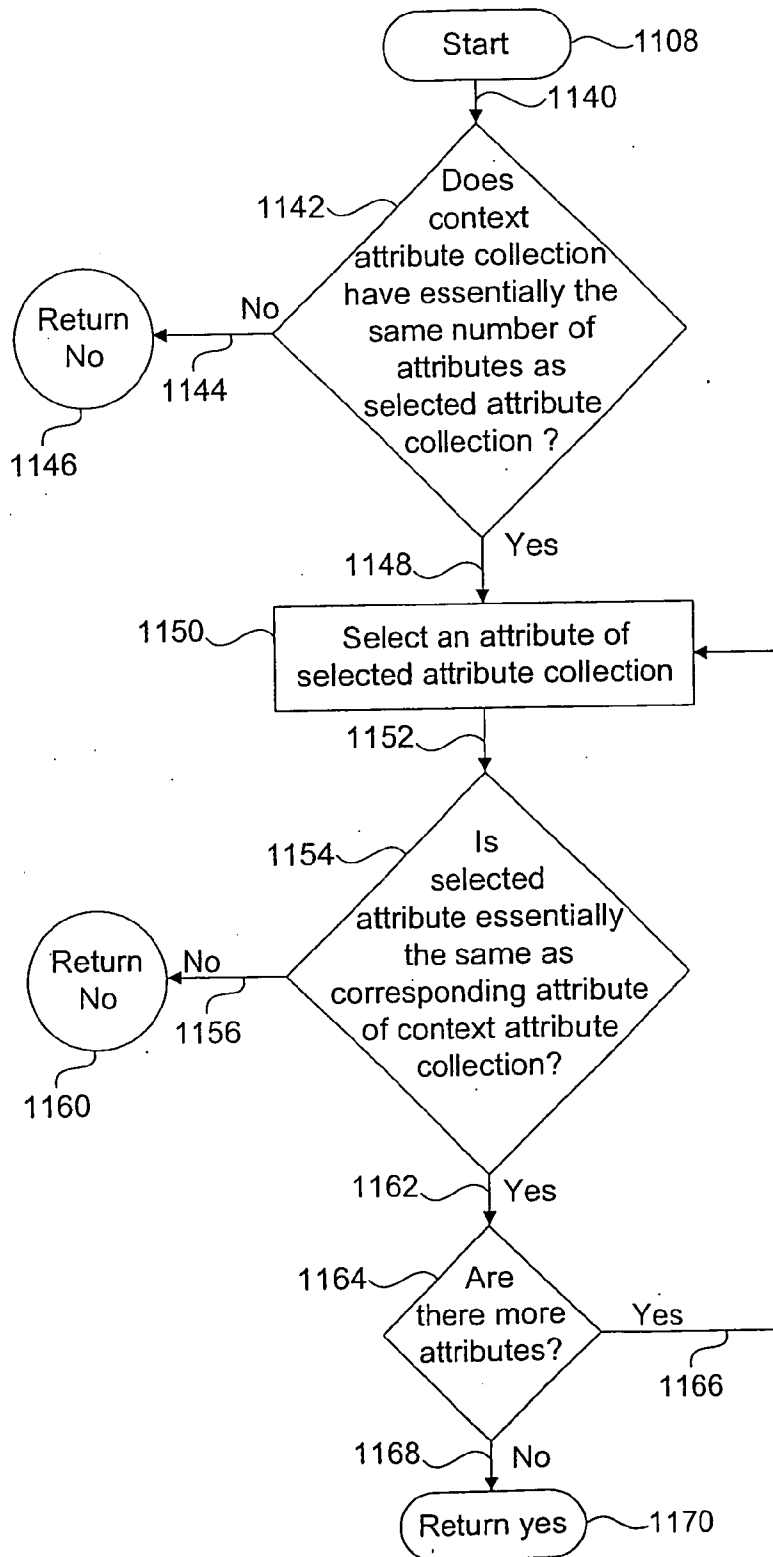 Start
1108
1140
1142
Does
context
attribute collection
have essentially the
same number of
attributes as
selected attribute
collection ?
No
1144
Return
No
1146
Yes
1148
1150
Select an attribute of
selected attribute collection
1152
1154
Is
selected
attribute essentially
the same as
corresponding attribute
of context attribute
collection?
No
1156
Return
No
1160
1162
Yes
1164
Are
there more
attributes?
Yes
1166
1168
No
Return yes
1170